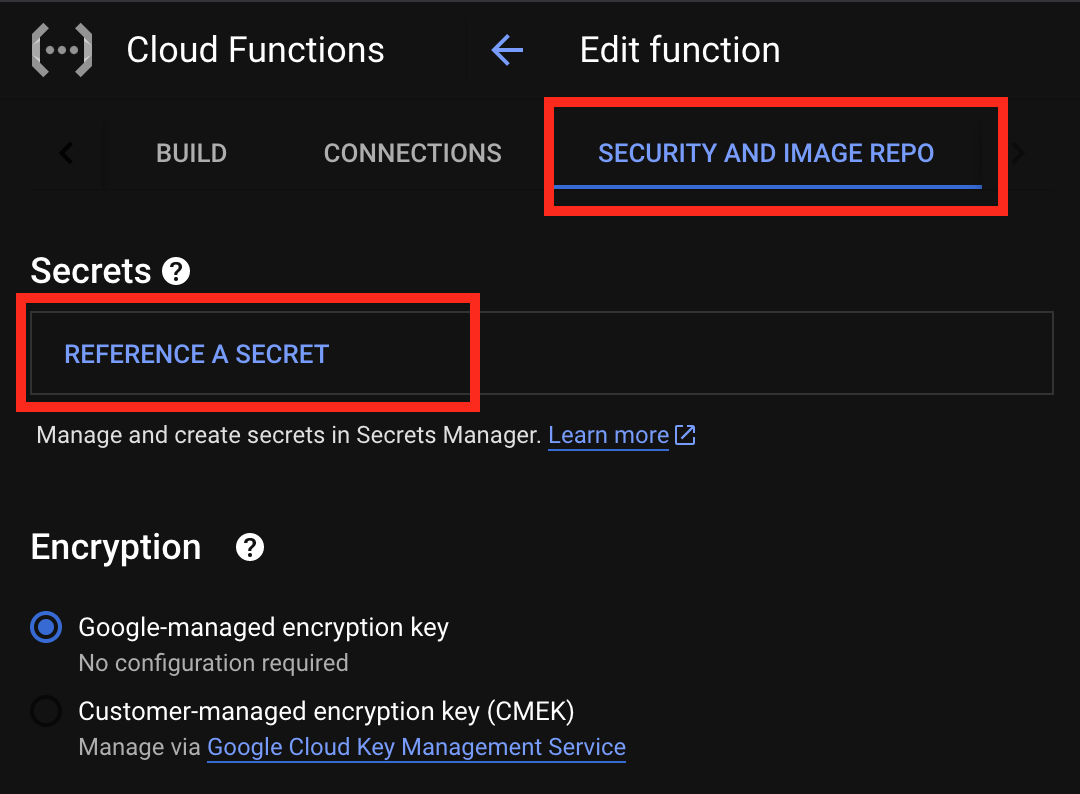 Cloud Functions Edit function
BUILD CONNECTIONS SECURITY AND IMAGE REPO
Secrets
REFERENCE A SECRET
Manage and create secrets in Secrets Manager. Learn more
Encryption
Google-managed encryption key
No configuration required
Customer-managed encryption key (CMEK)
Manage via Google Cloud Key Management Service